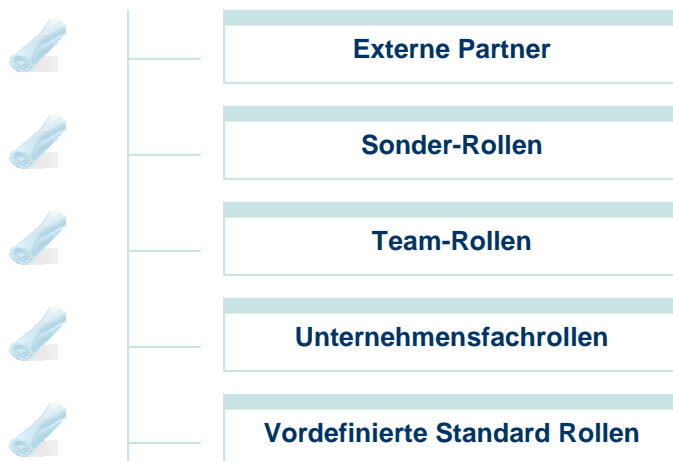 Externe Partner
Sonder-Rollen
Team-Rollen
Unternehmensfachrollen
Vordefinierte Standard Rollen